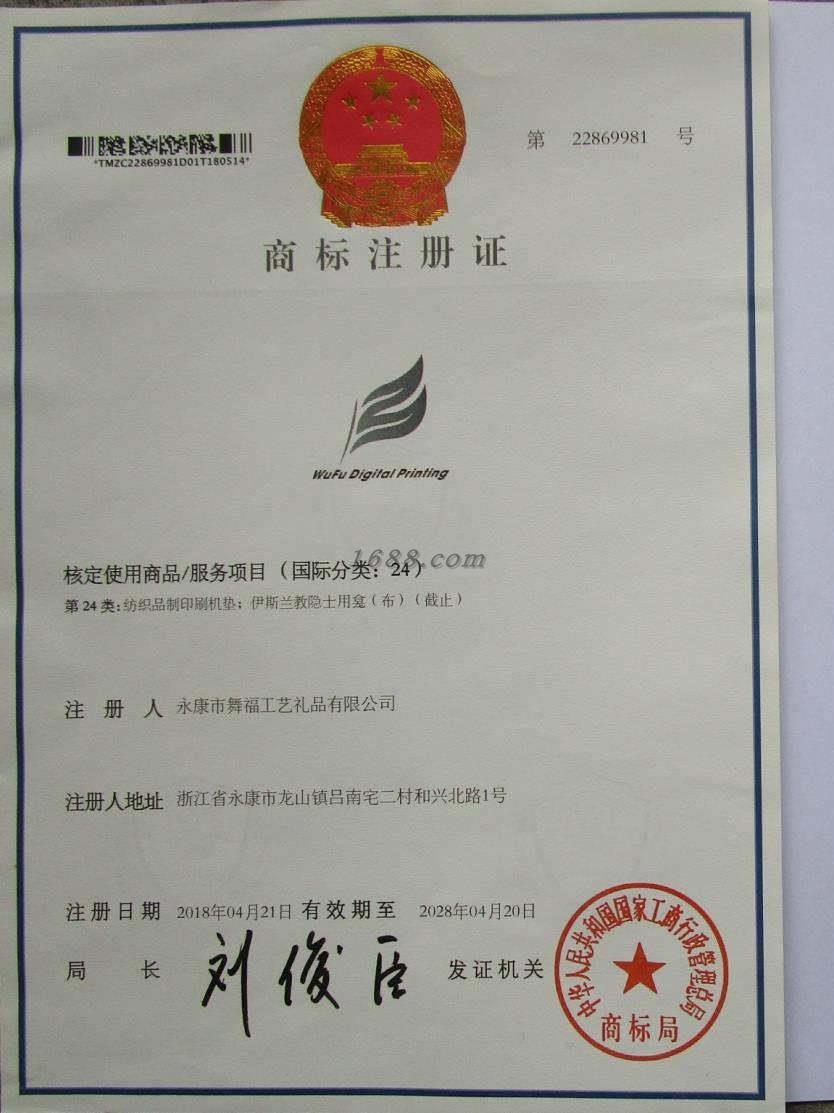 第 22869981 号
*TMZC22869981D01T180514*
商标注册证
WuFu Digital Printing
1688.com
核定使用商品/服务项目（国际分类：24）
第24类:纺织品制印刷机垫；伊斯兰教隐士用龛（布）（截止）
注册人 永康市舞福工艺礼品有限公司
注册人地址 浙江省永康市龙山镇吕南宅二村和兴北路1号
注册日期 2018年04月21日 有效期至 2028年04月20日
局长 刘俊臣 发证机关
中华人民共和国国家工商行政管理总局
商标局